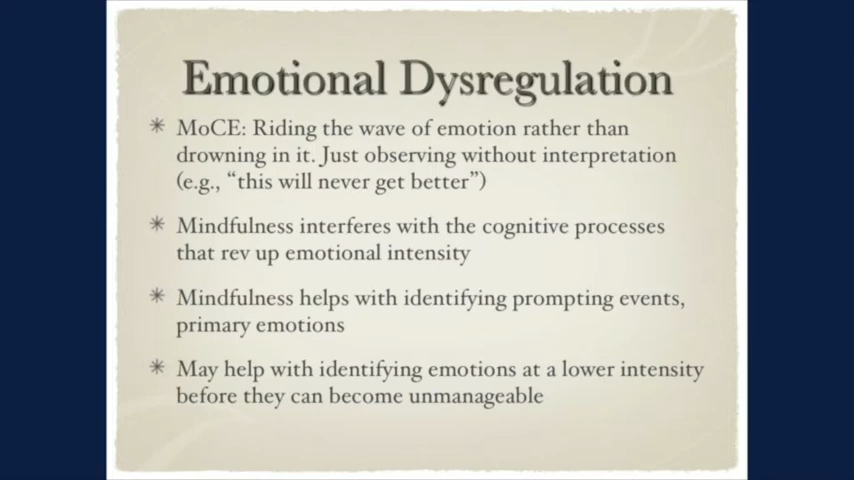 Emotional Dysregulation
✳ MoCE: Riding the wave of emotion rather than
drowning in it. Just observing without interpretation
(e.g., “this will never get better”)
✳ Mindfulness interferes with the cognitive processes
that rev up emotional intensity
✳ Mindfulness helps with identifying prompting events,
primary emotions
✳ May help with identifying emotions at a lower intensity
before they can become unmanageable